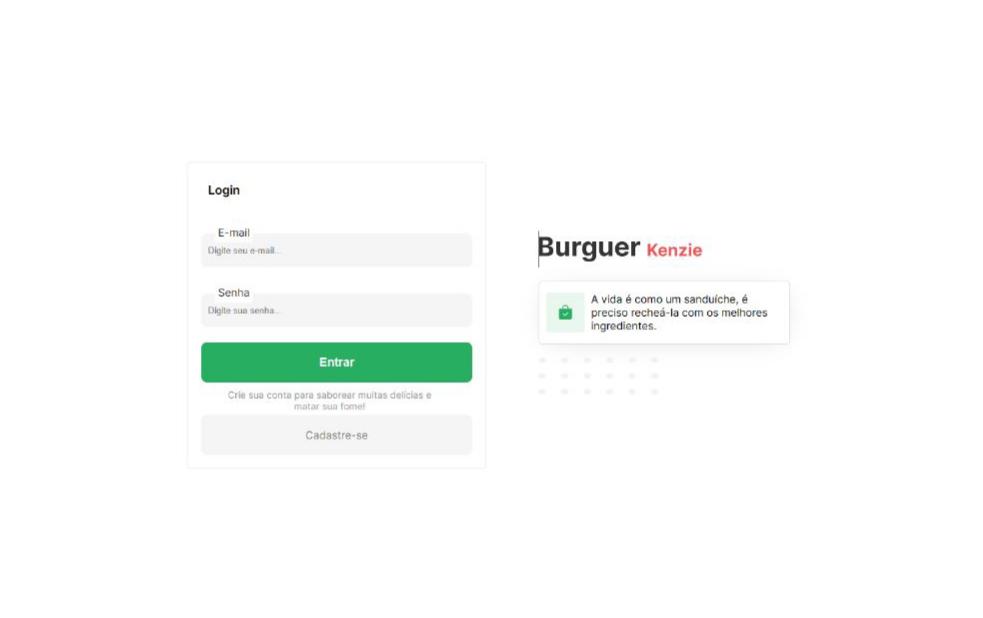 Login
E-mail
Digite seu e-mail...
Senha
Digite sua senha...
Entrar
Crie sua conta para saborear muitas delícias e
matar sua fome!
Cadastre-se
Burguer Kenzie
A vida é como um sanduíche, é
preciso recheá-la com os melhores
ingredientes.